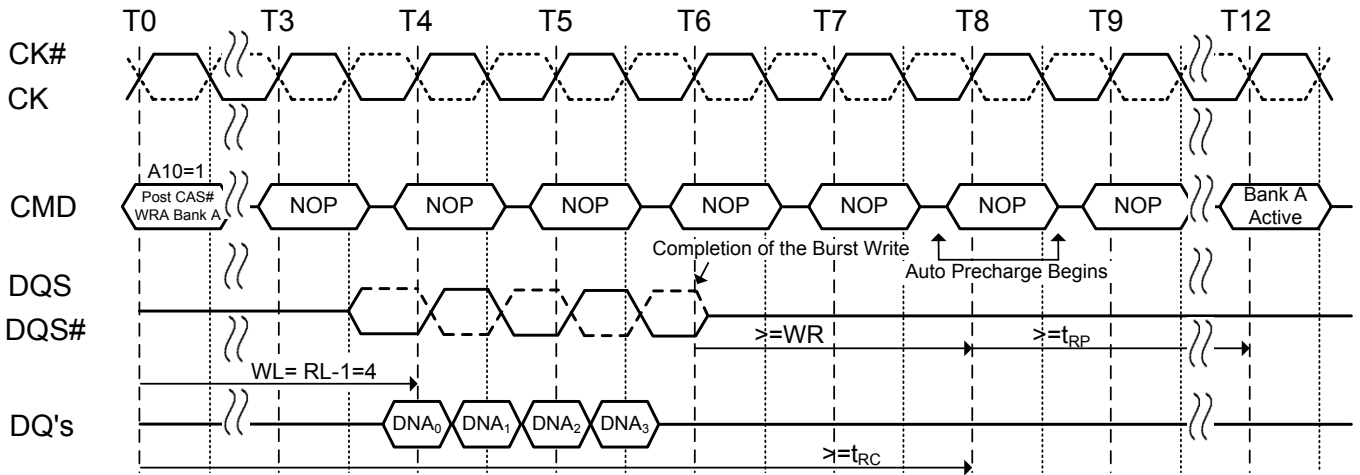 T0 T3 T4 T5 T6 T7 T8 T9 T12
CK#
CK
A10=1
CMD
Post CAS#
WRA Bank A
NOP NOP NOP NOP NOP NOP NOP
Bank A
Active
Completion of the Burst Write
Auto Precharge Begins
DQS
DQS#
>=WR >=tRP
WL= RL-1=4
DQ's DNA0 DNA1 DNA2 DNA3
>=tRC